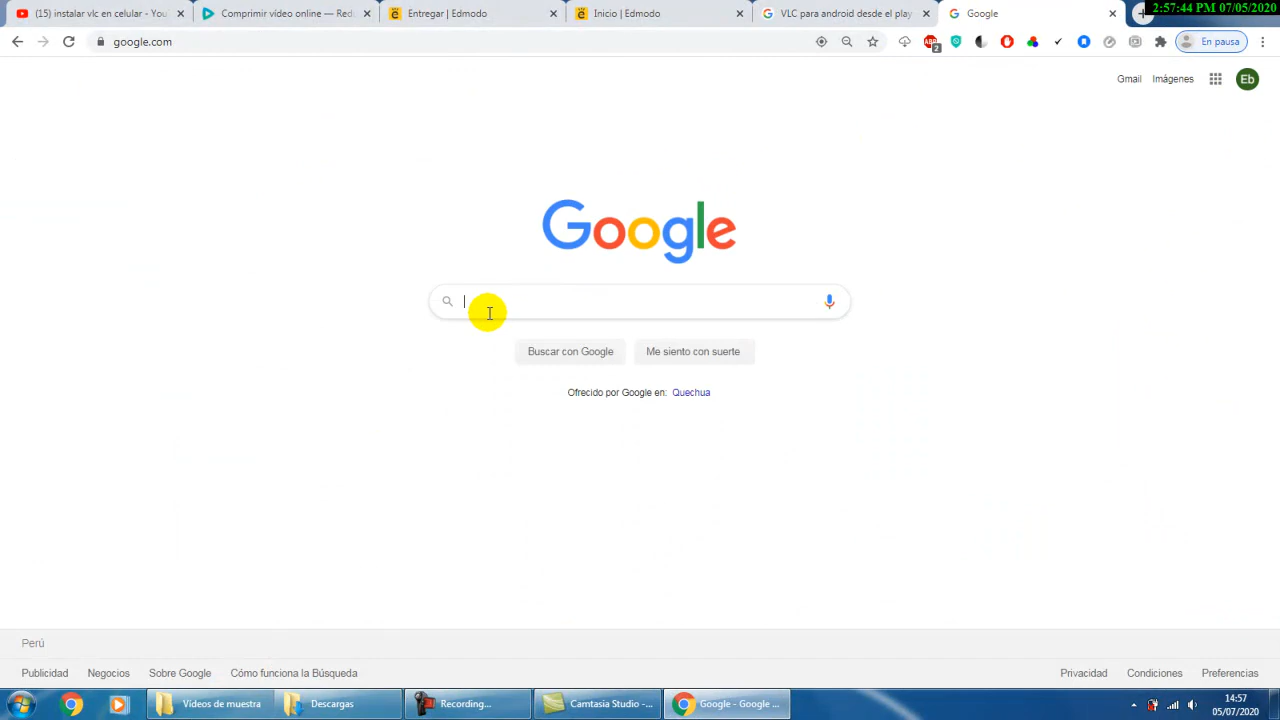 2:57:44 PM 07/05/2020
(15) instalar vlc en celular - You
Comprimir vídeo online — Red
Entregar | Edmodo
Inicio | Edmodo
VLC para android desde el play
Google
google.com
2
En pausa
Gmail
Imágenes
Eb
Google
Buscar con Google
Me siento con suerte
Ofrecido por Google en: Quechua
Perú
Publicidad
Negocios
Sobre Google
Cómo funciona la Búsqueda
Privacidad
Condiciones
Preferencias
Videos de muestra
Descargas
Recording...
Camtasia Studio -...
Google - Google ...
14:57
05/07/2020